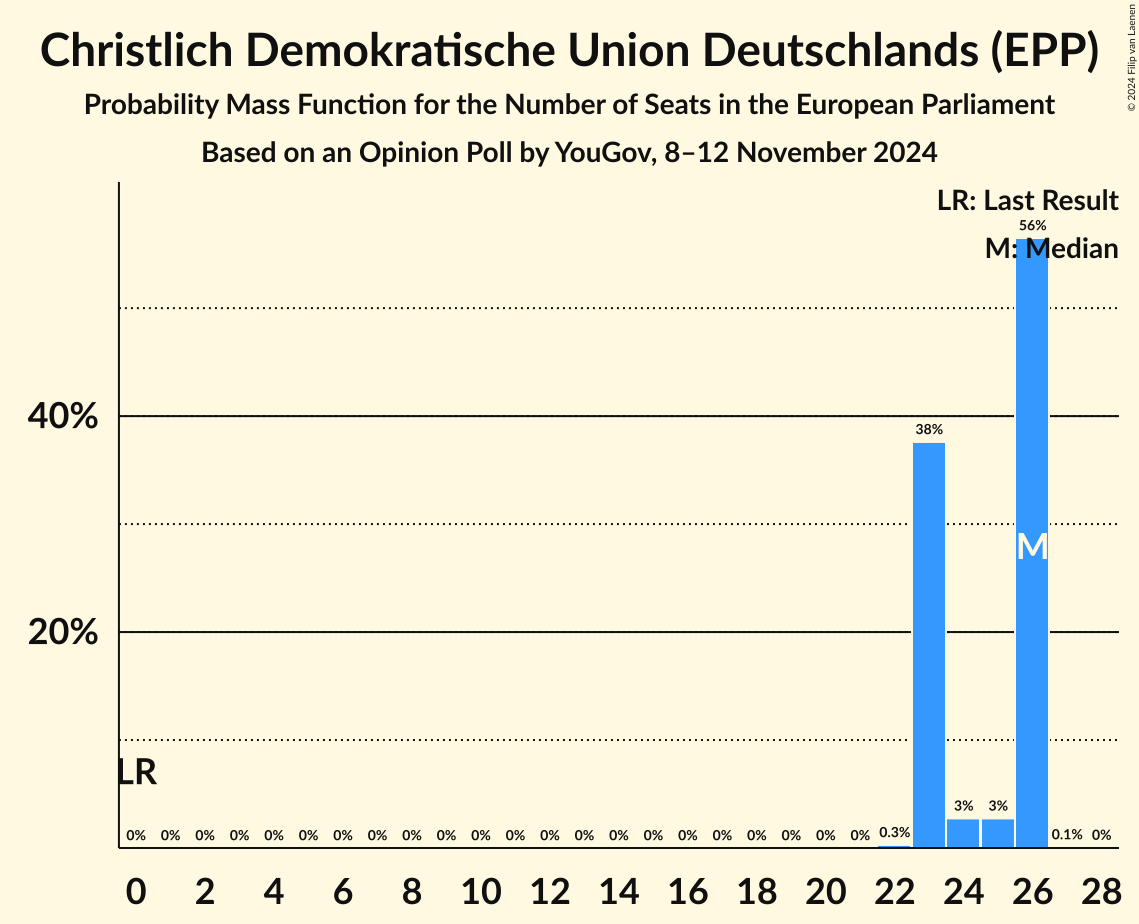 Christlich Demokratische Union Deutschlands (EPP)
Probability Mass Function for the Number of Seats in the European Parliament
Based on an Opinion Poll by YouGov, 8–12 November 2024
© 2024 Filip van Laenen
LR: Last Result
M: Median
56%
40%
38%
M
20%
LR
0% 0% 0% 0% 0% 0% 0% 0% 0% 0% 0% 0% 0% 0% 0% 0% 0% 0% 0% 0% 0% 0% 0.3% 3% 3% 0.1% 0%
0 2 4 6 8 10 12 14 16 18 20 22 24 26 28